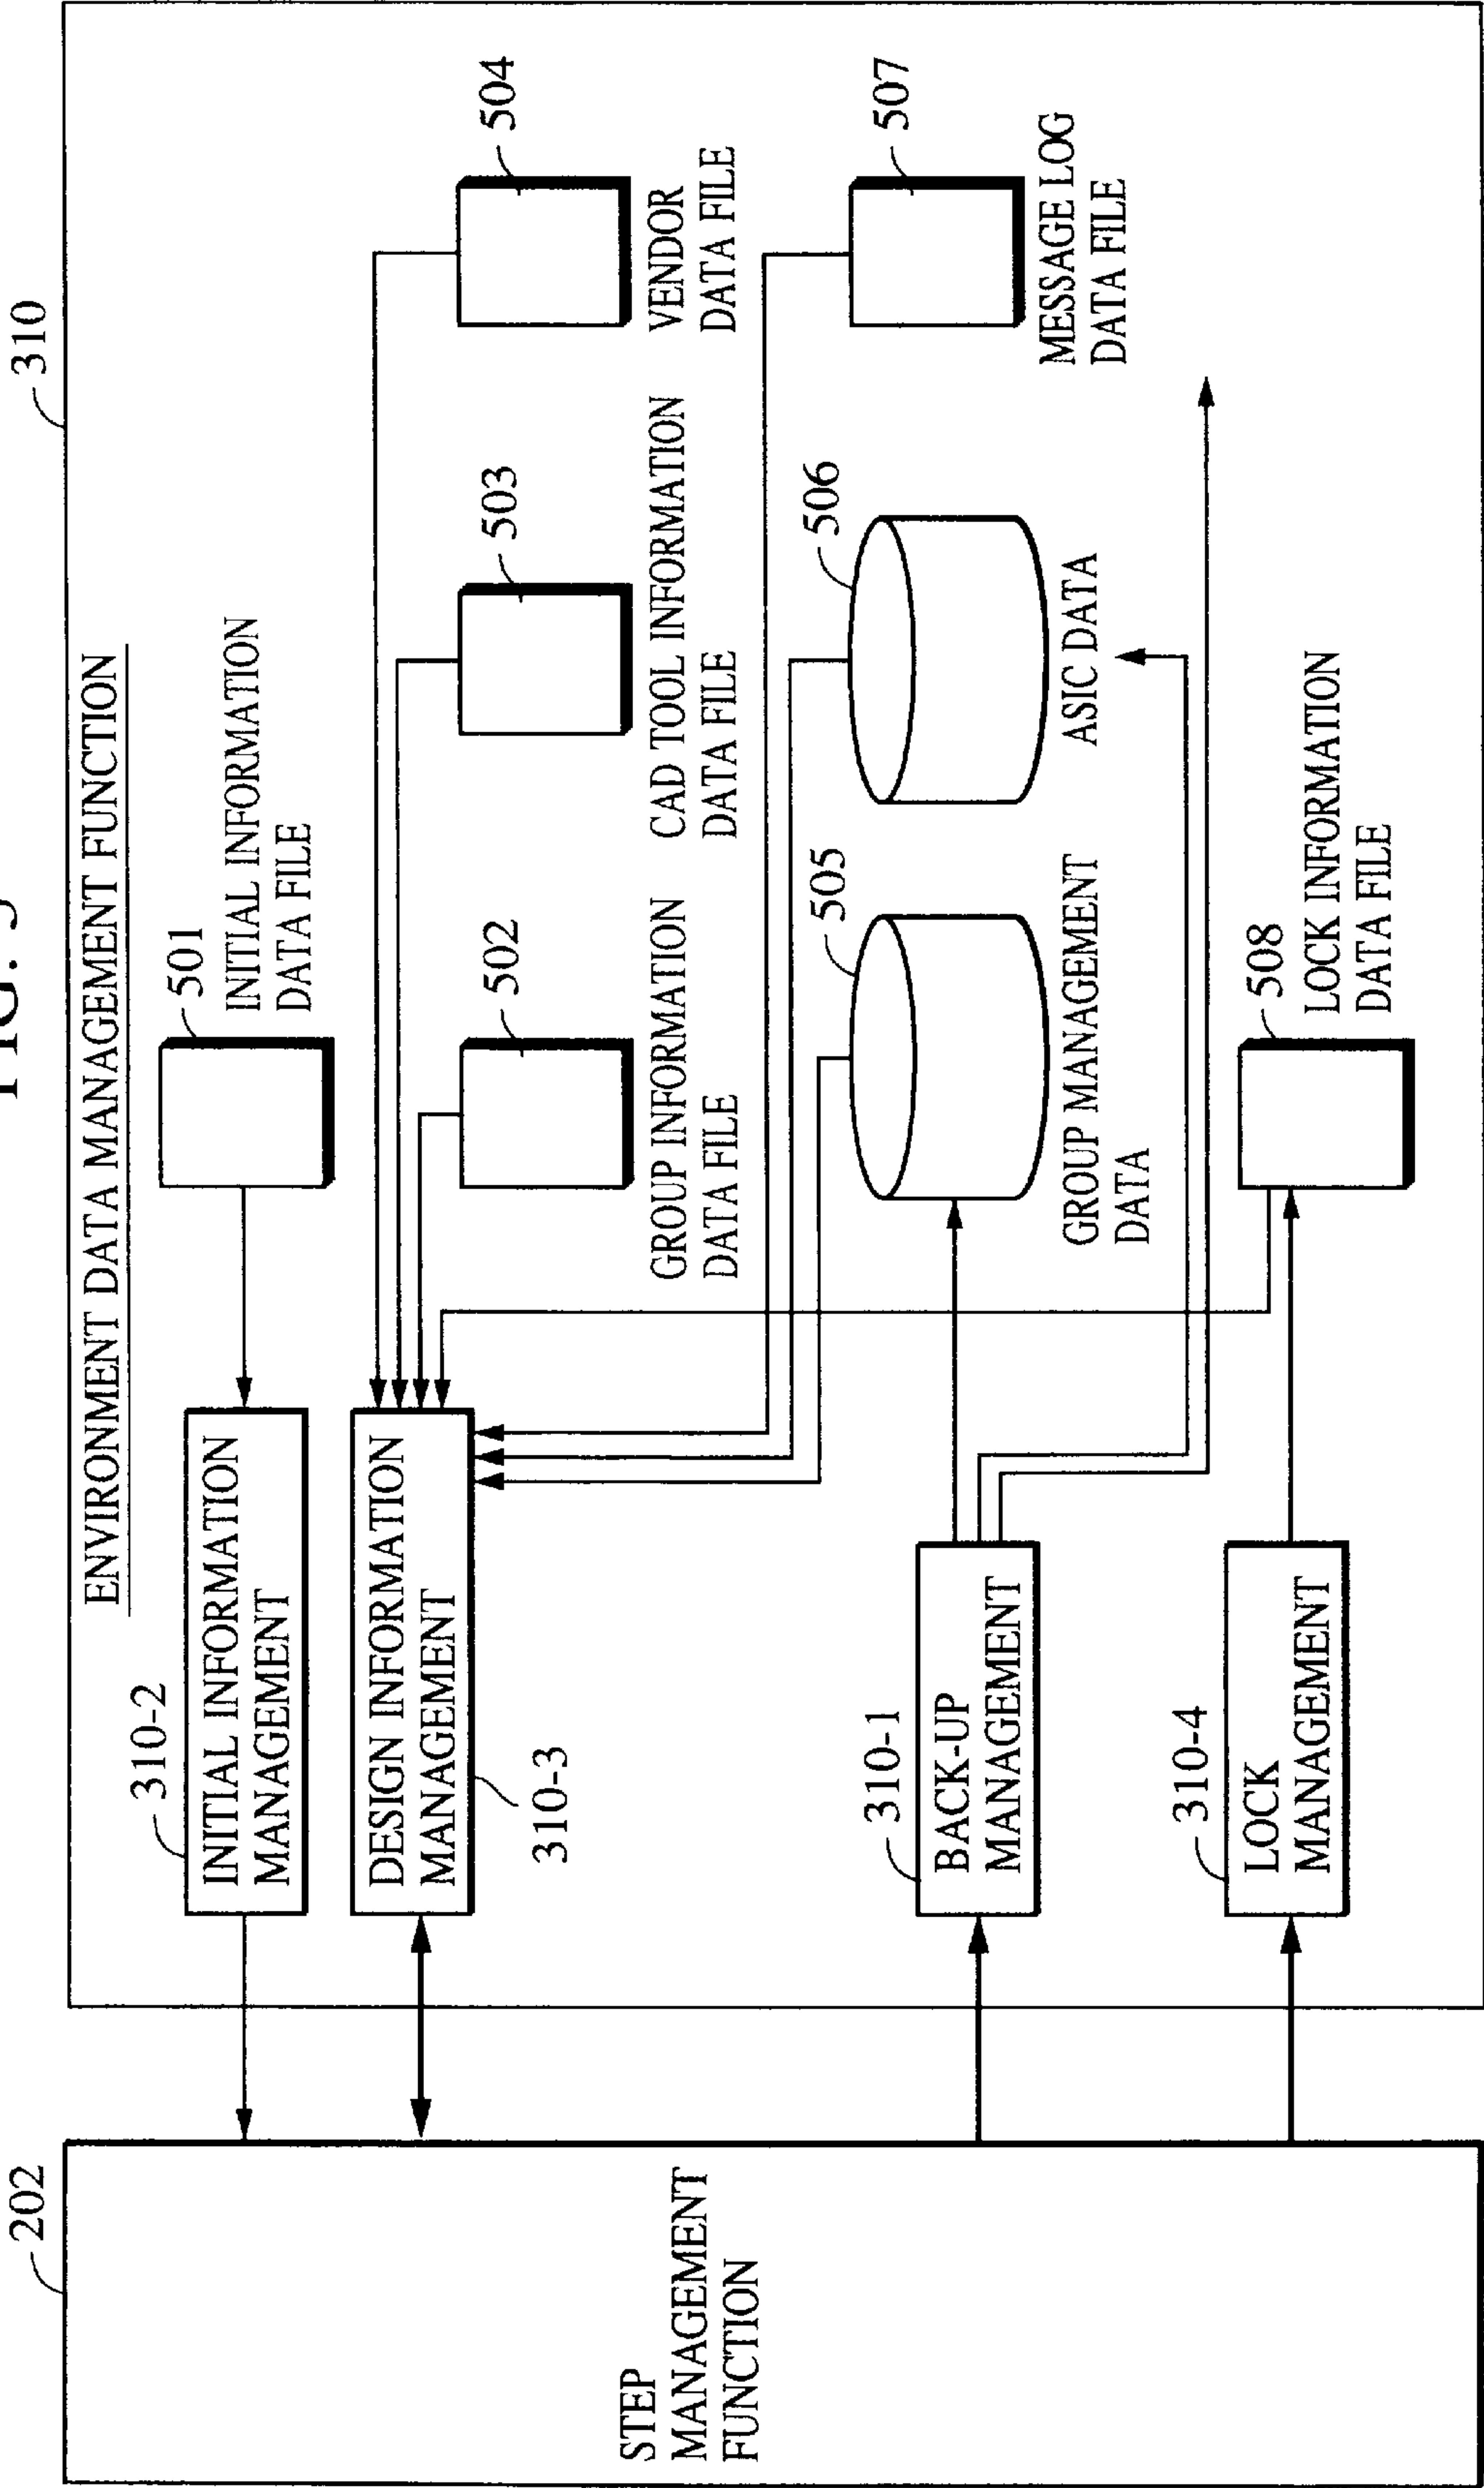 310
ENVIRONMENT DATA MANAGEMENT FUNCTION
202
STEP
MANAGEMENT
FUNCTION
310-2
INITIAL INFORMATION
MANAGEMENT
501
INITIAL INFORMATION
DATA FILE
DESIGN INFORMATION
MANAGEMENT
310-3
502
GROUP INFORMATION
DATA FILE
503
CAD TOOL INFORMATION
DATA FILE
504
VENDOR
DATA FILE
310-1
BACK-UP
MANAGEMENT
505
GROUP MANAGEMENT
DATA
506
ASIC DATA
507
MESSAGE LOG
DATA FILE
310-4
LOCK
MANAGEMENT
508
LOCK INFORMATION
DATA FILE